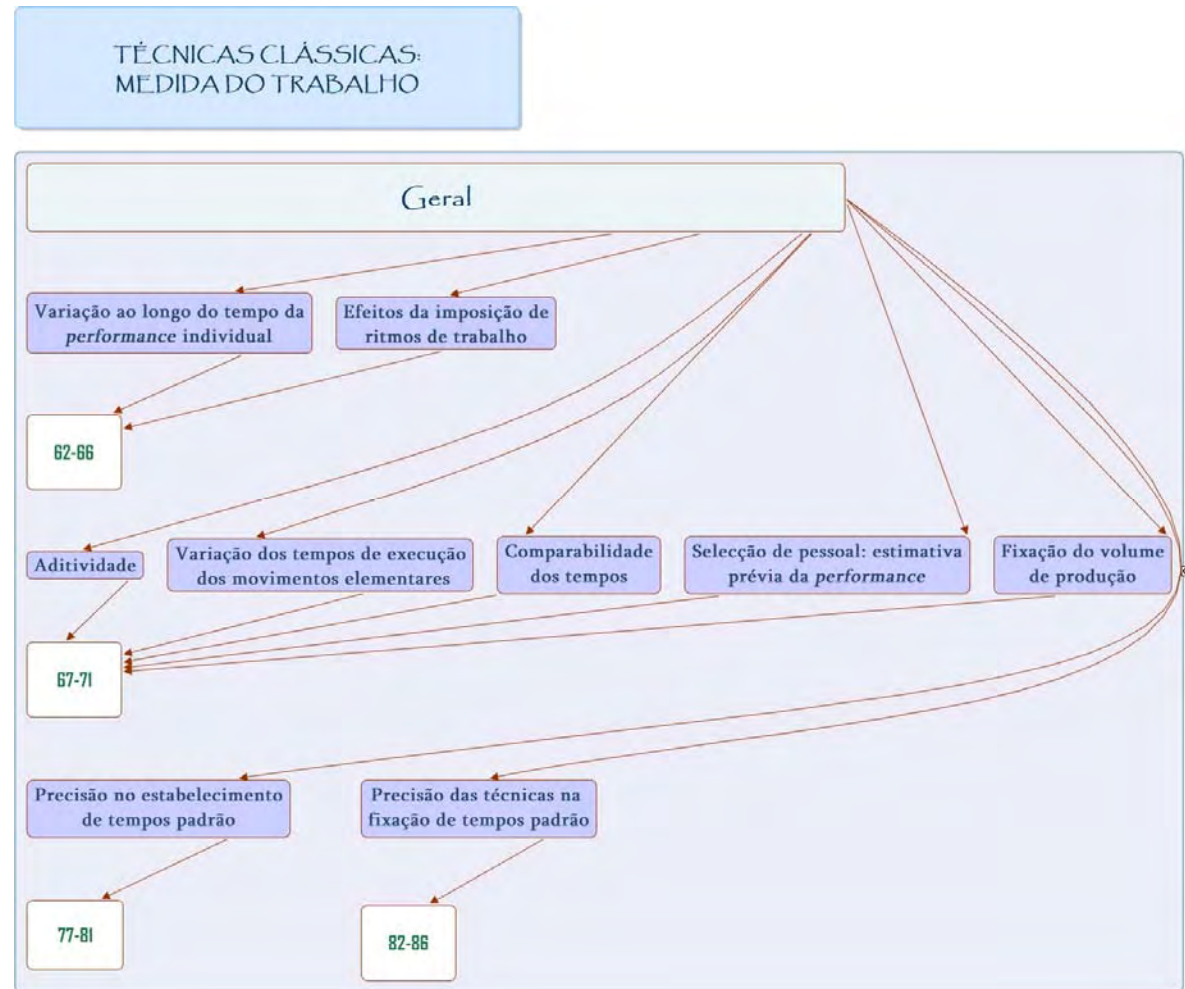 TÉCNICAS CLÁSSICAS:
MEDIDA DO TRABALHO
Geral
Variação ao longo do tempo da
performance individual
Efeitos da imposição de
ritmos de trabalho
62-66
Aditividade
Variação dos tempos de execução
dos movimentos elementares
Comparabilidade
dos tempos
Selecção de pessoal: estimativa
prévia da performance
Fixação do volume
de produção
67-71
Precisão no estabelecimento
de tempos padrão
Precisão das técnicas na
fixação de tempos padrão
77-81
82-86